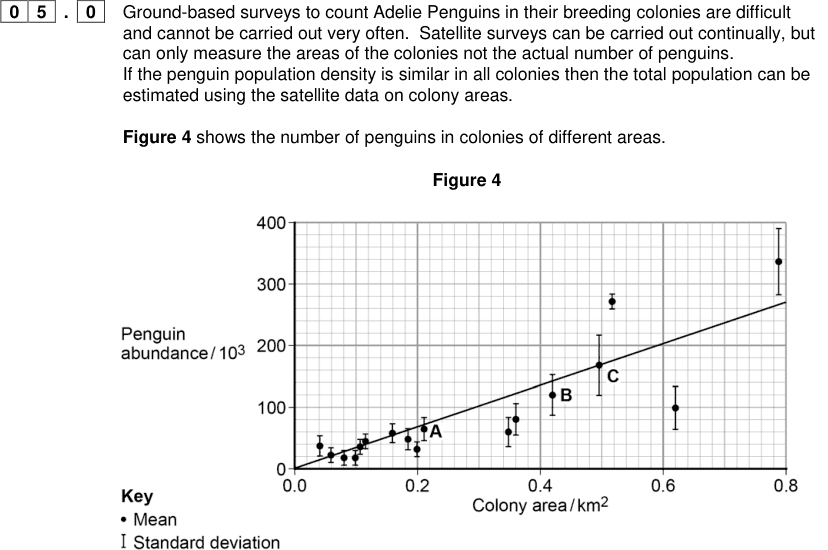 0 5 . 0 Ground-based surveys to count Adelie Penguins in their breeding colonies are difficult
and cannot be carried out very often. Satellite surveys can be carried out continually, but
can only measure the areas of the colonies not the actual number of penguins.
If the penguin population density is similar in all colonies then the total population can be
estimated using the satellite data on colony areas.
Figure 4 shows the number of penguins in colonies of different areas.
Figure 4
400
300
Penguin
abundance / 10³
200
100
0
A
B
C
0.0 0.2 0.4 0.6 0.8
Colony area / km²
Key
• Mean
I Standard deviation